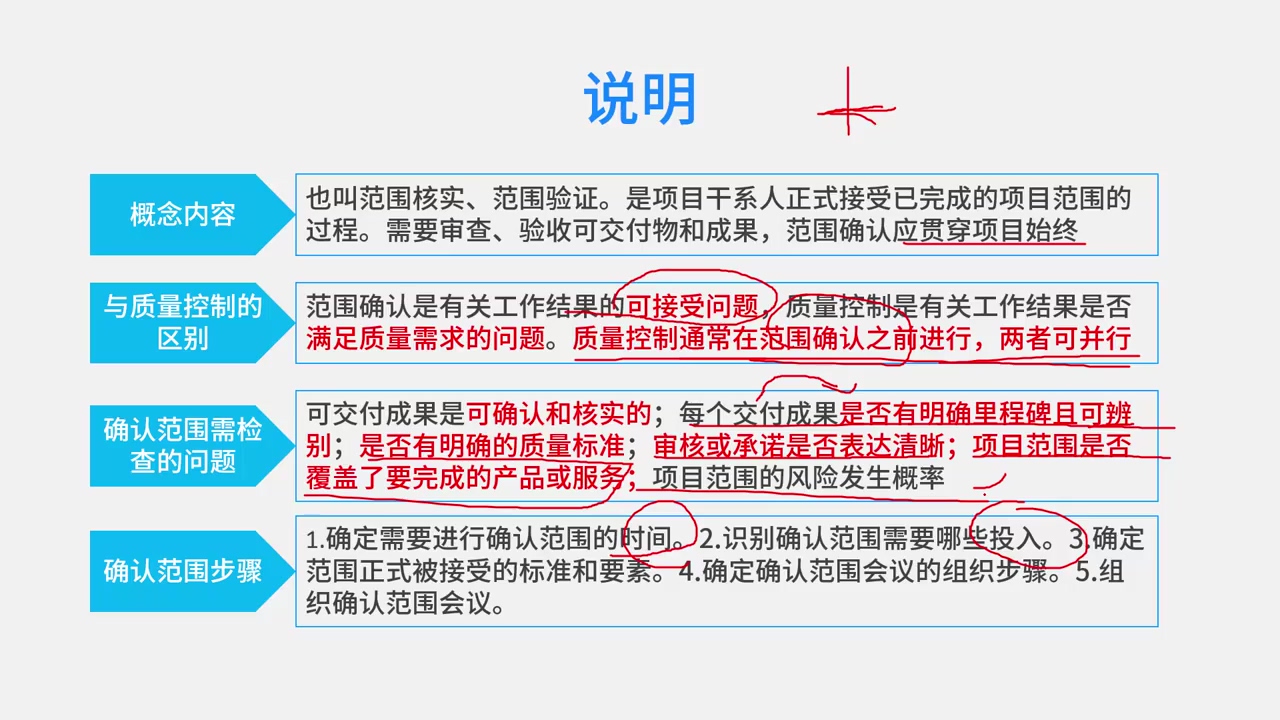 说明
概念内容
也叫范围核实、范围验证。是项目干系人正式接受已完成的项目范围的
过程。需要审查、验收可交付物和成果，范围确认应贯穿项目始终
与质量控制的
区别
范围确认是有关工作结果的可接受问题，质量控制是有关工作结果是否
满足质量需求的问题。质量控制通常在范围确认之前进行，两者可并行
确认范围需检
查的问题
可交付成果是可确认和核实的；每个交付成果是否有明确里程碑且可辨
别；是否有明确的质量标准；审核或承诺是否表达清晰；项目范围是否
覆盖了要完成的产品或服务；项目范围的风险发生概率
确认范围步骤
1.确定需要进行确认范围的时间。2.识别确认范围需要哪些投入。3.确定
范围正式被接受的标准和要素。4.确定确认范围会议的组织步骤。5.组
织确认范围会议。